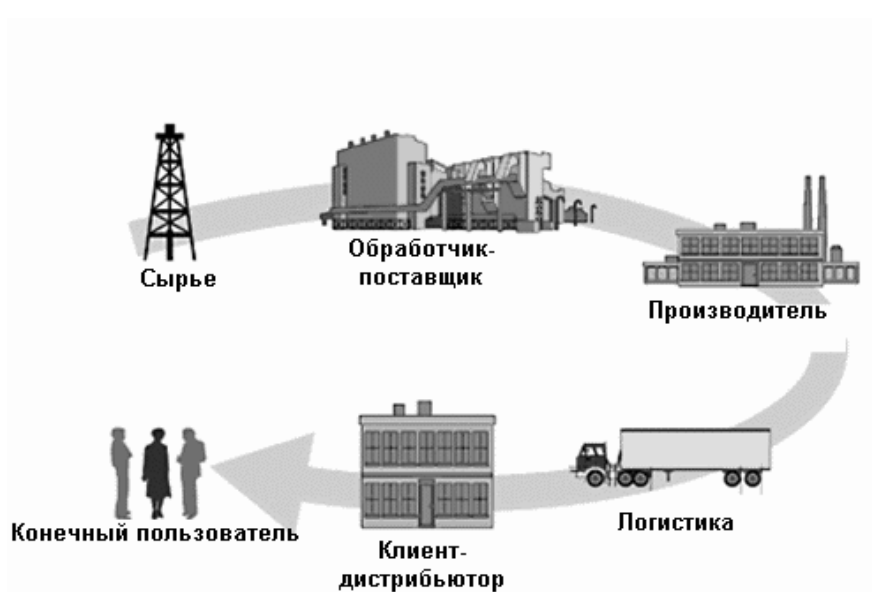 Сырье
Обработчик-
поставщик
Производитель
Логистика
Клиент-
дистрибьютор
Конечный пользователь